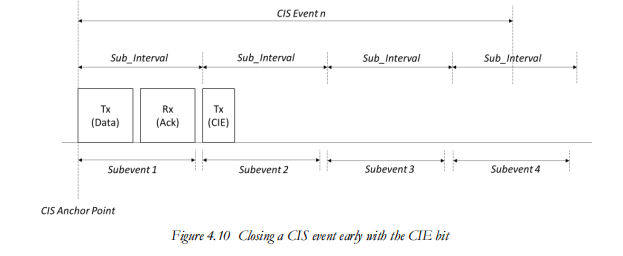 CIS Event n
Sub_Interval Sub_Interval Sub_Interval Sub_Interval
Tx Rx Tx
(Data) (Ack) (CIE)
Subevent 1 Subevent 2 Subevent 3 Subevent 4
CIS Anchor Point
Figure 4.10 Closing a CIS event early with the CIE bit